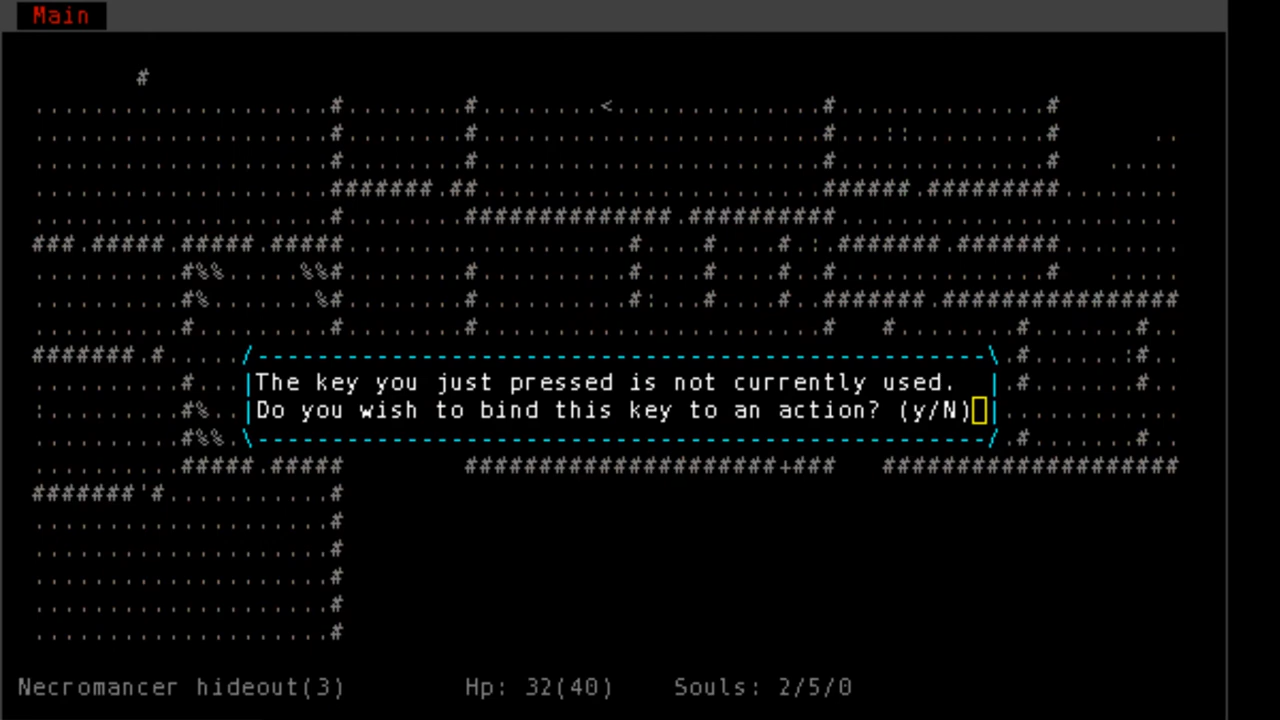 Main
The key you just pressed is not currently used.
Do you wish to bind this key to an action? (y/N)
Necromancer hideout(3) Hp: 32(40) Souls: 2/5/0